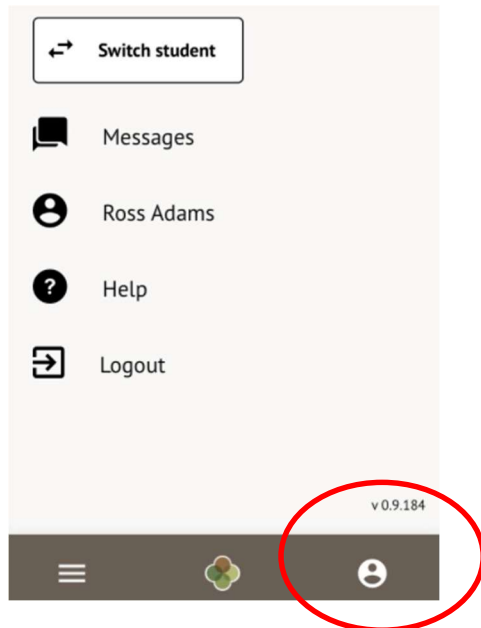 Switch student
Messages
Ross Adams
Help
Logout
v 0.9.184